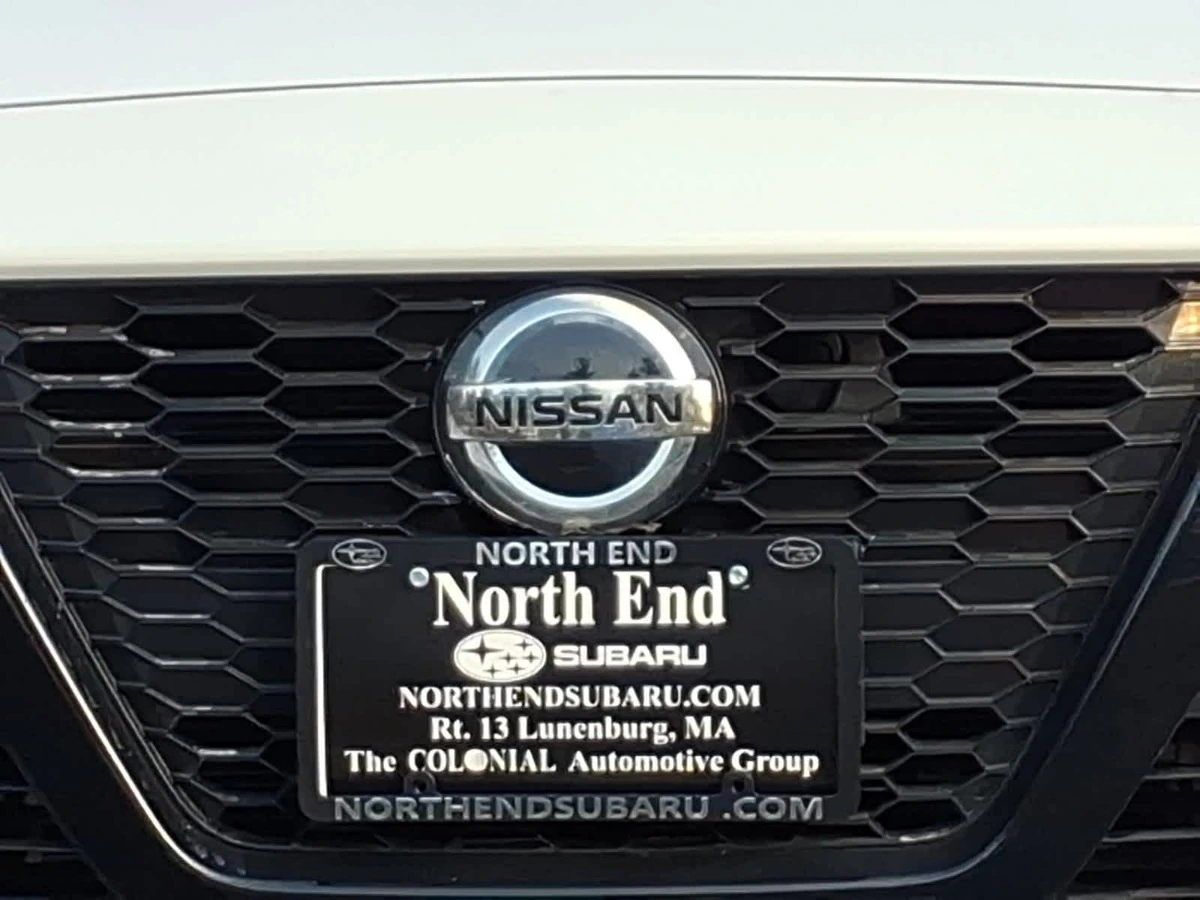 NISSAN
NORTH END
North End
SUBARU
NORTHENDSUBARU.COM
Rt. 13 Lunenburg, MA
The COLONIAL Automotive Group
NORTHENDSUBARU .COM